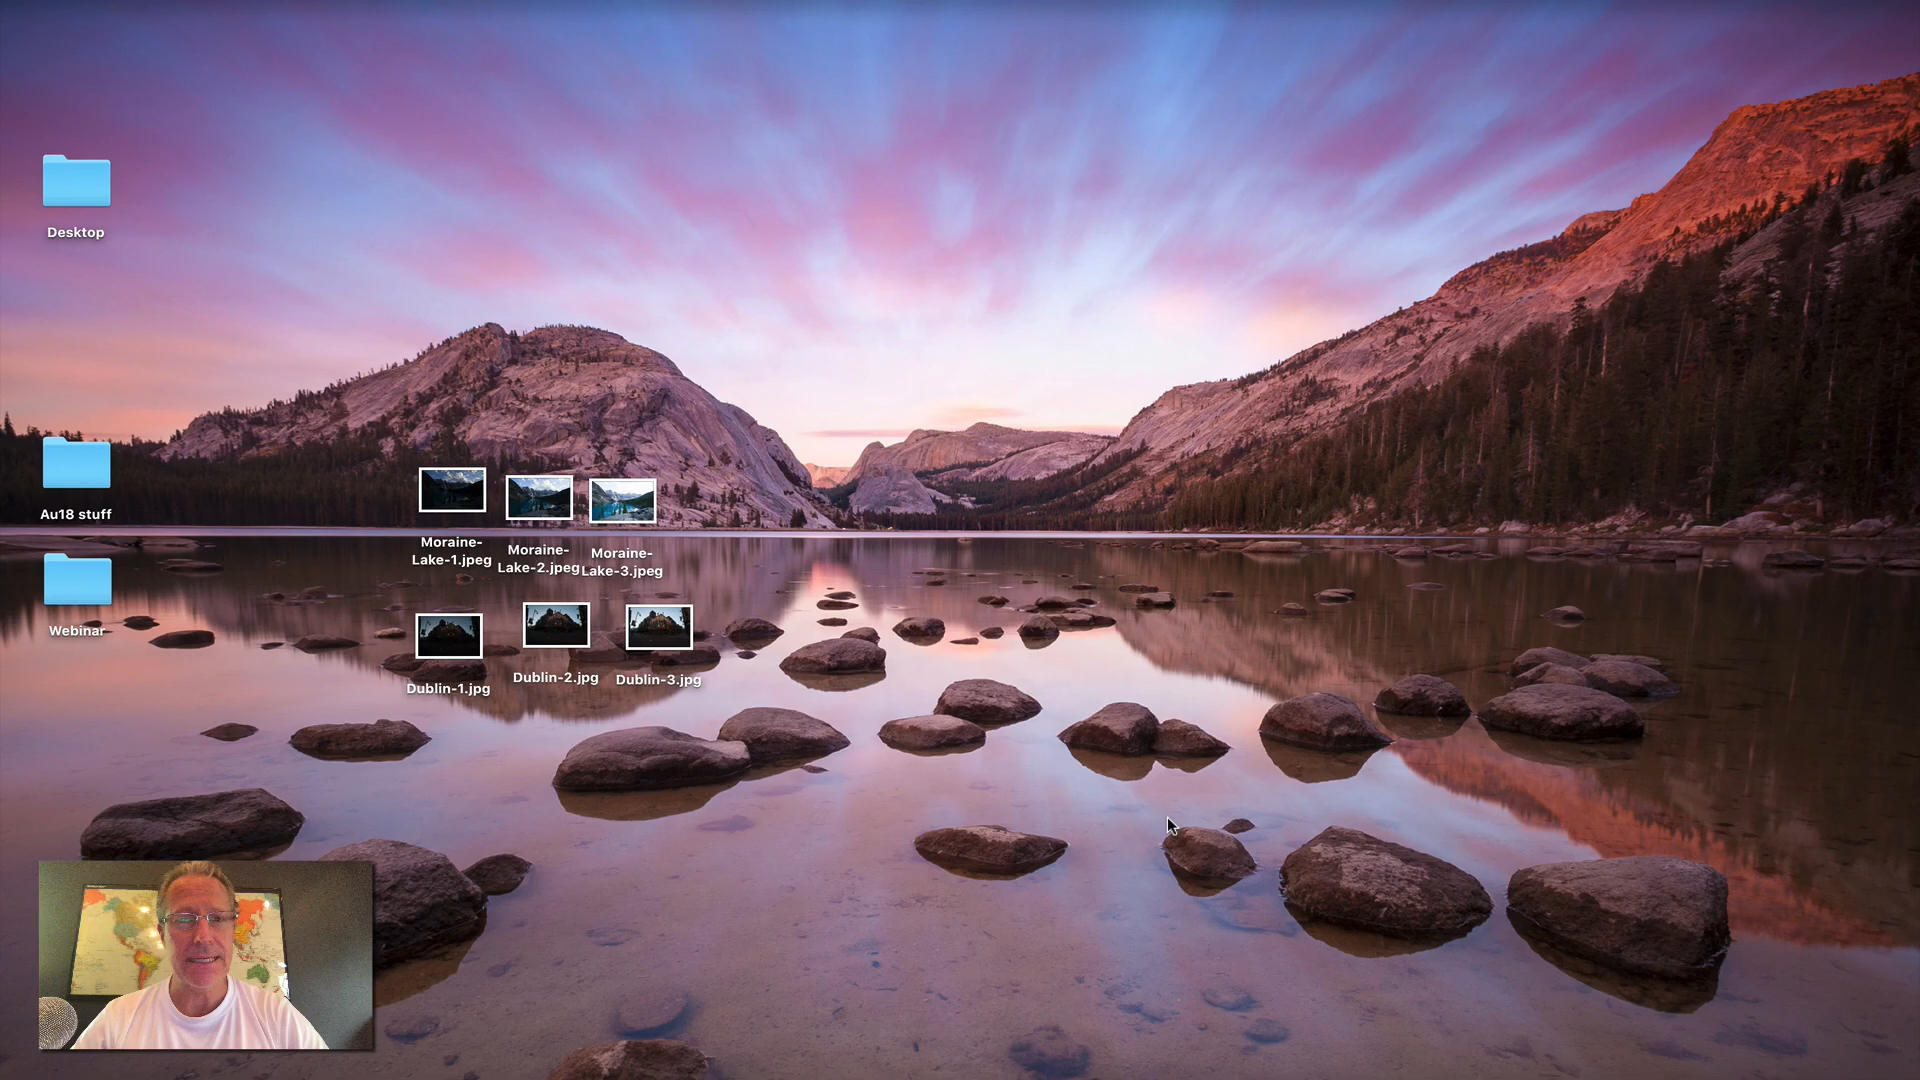 Desktop
Au18 stuff
Webinar
Moraine-
Lake-1.jpeg
Moraine-
Lake-2.jpeg
Moraine-
Lake-3.jpeg
Dublin-1.jpg
Dublin-2.jpg
Dublin-3.jpg